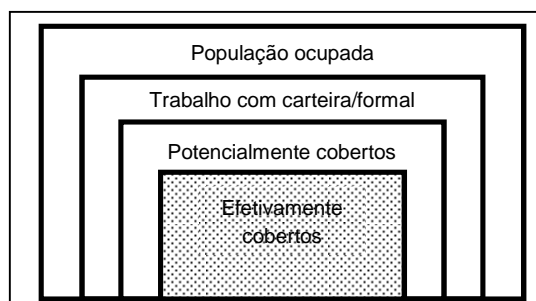 População ocupada
Trabalho com carteira/formal
Potencialmente cobertos
Efetivamente
cobertos